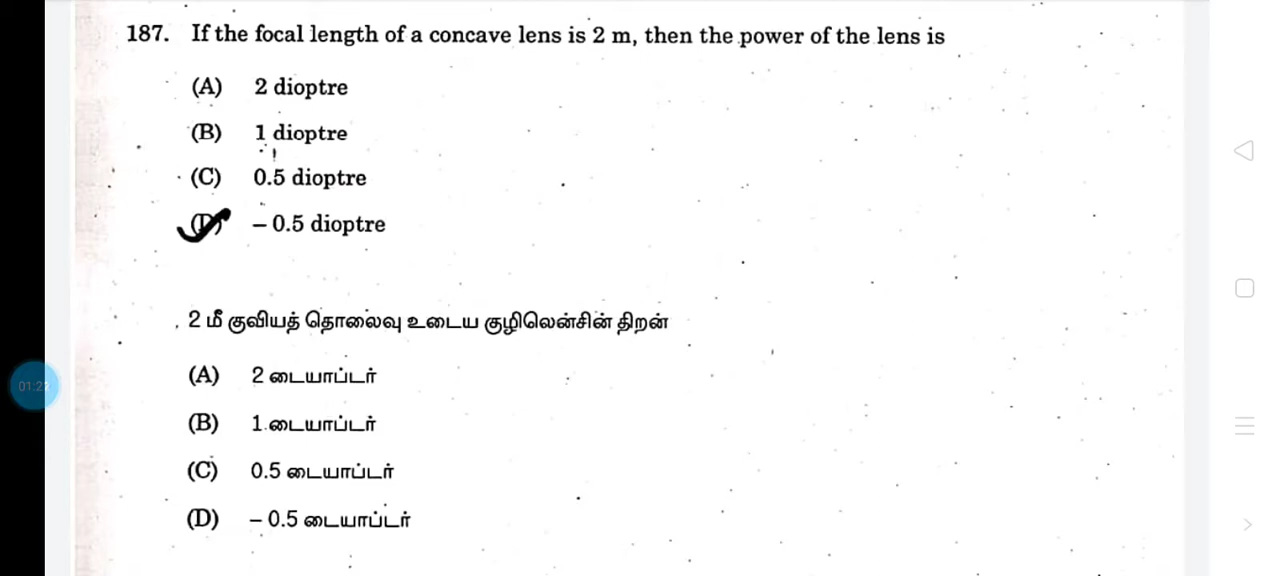 187. If the focal length of a concave lens is 2 m, then the power of the lens is
(A) 2 dioptre
(B) 1 dioptre
(C) 0.5 dioptre
(D) – 0.5 dioptre
2 மீ குவியத் தொலைவு உடைய குழிலென்சின் திறன்
(A) 2 டையாப்டர்
01:22
(B) 1 டையாப்டர்
(C) 0.5 டையாப்டர்
(D) – 0.5 டையாப்டர்